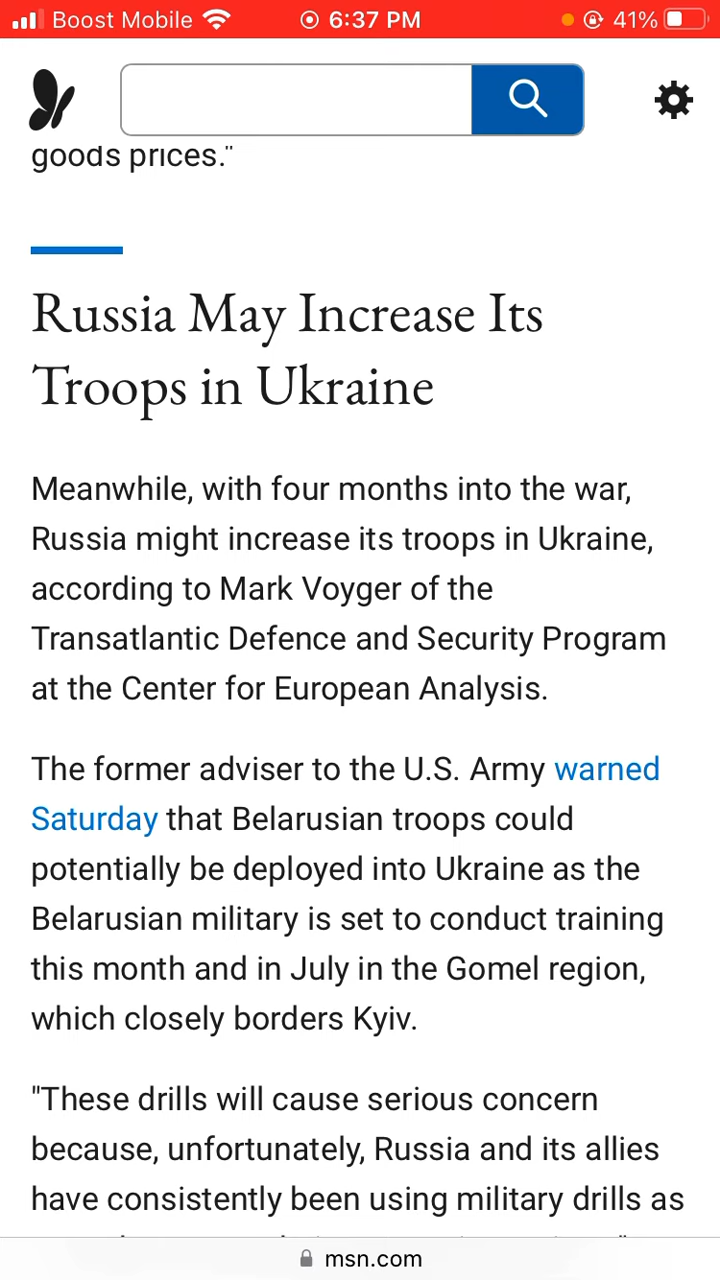 Boost Mobile 6:37 PM 41%
goods prices."
Russia May Increase Its
Troops in Ukraine
Meanwhile, with four months into the war,
Russia might increase its troops in Ukraine,
according to Mark Voyger of the
Transatlantic Defence and Security Program
at the Center for European Analysis.
The former adviser to the U.S. Army warned
Saturday that Belarusian troops could
potentially be deployed into Ukraine as the
Belarusian military is set to conduct training
this month and in July in the Gomel region,
which closely borders Kyiv.
"These drills will cause serious concern
because, unfortunately, Russia and its allies
have consistently been using military drills as
msn.com